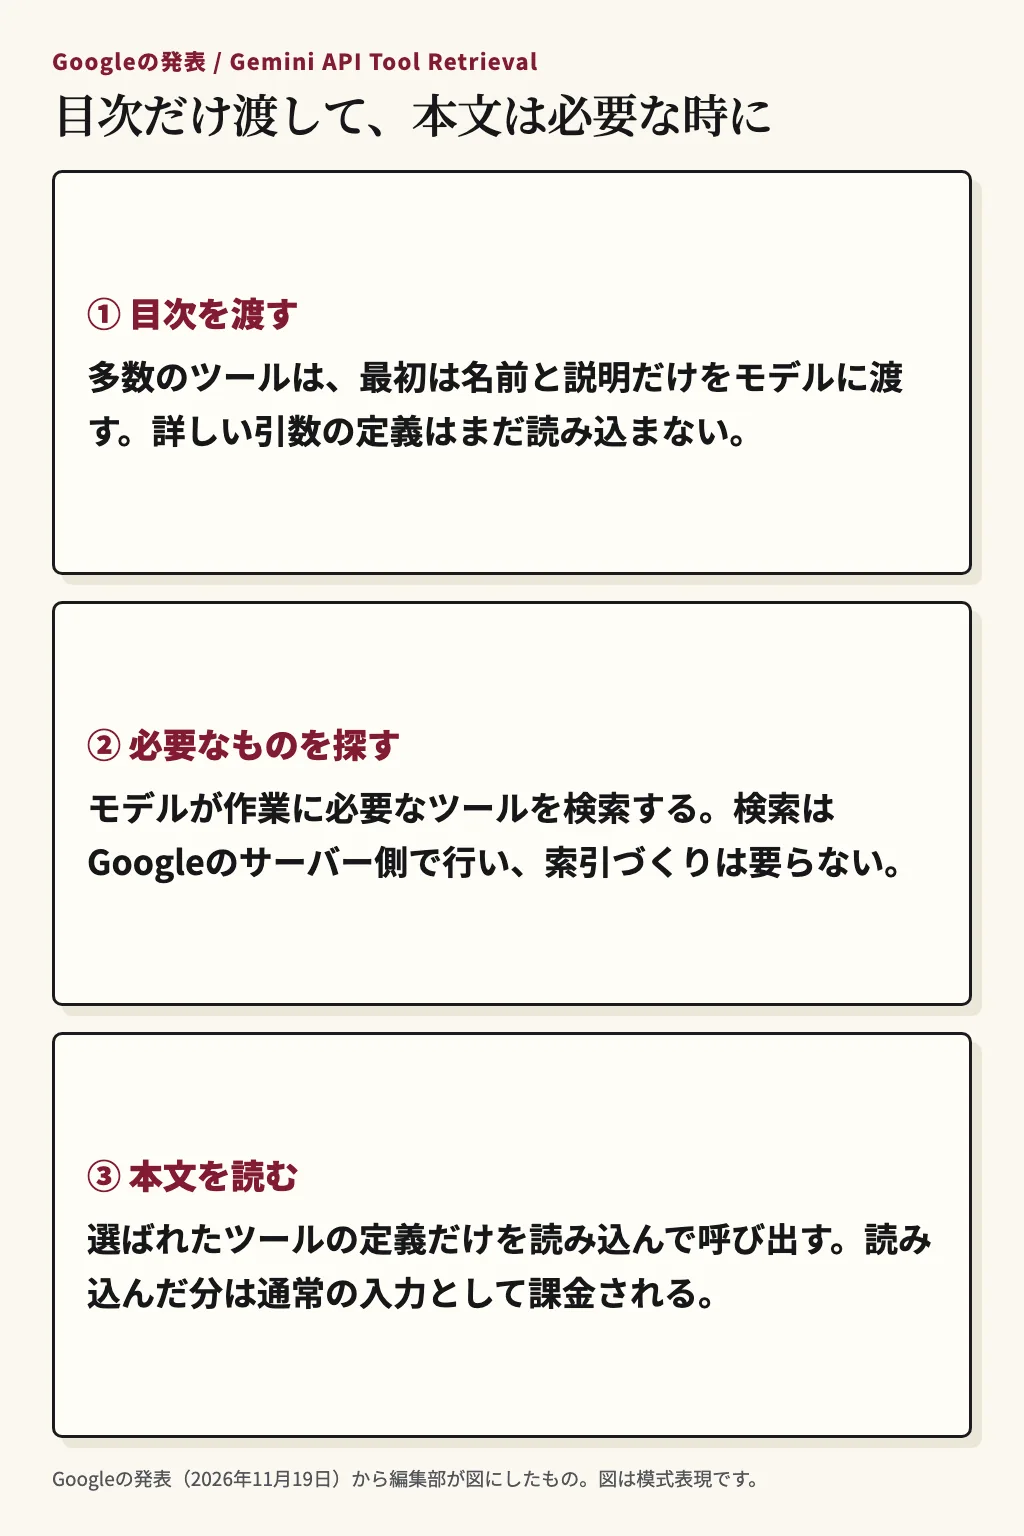 Googleの発表 / Gemini API Tool Retrieval
目次だけ渡して、本文は必要な時に
① 目次を渡す
多数のツールは、最初は名前と説明だけをモデルに渡
す。詳しい引数の定義はまだ読み込まない。
② 必要なものを探す
モデルが作業に必要なツールを検索する。検索は
Googleのサーバー側で行い、索引づくりは要らない。
③ 本文を読む
選ばれたツールの定義だけを読み込んで呼び出す。読み
込んだ分は通常の入力として課金される。
Googleの発表（2026年11月19日）から編集部が図にしたもの。図は模式表現です。